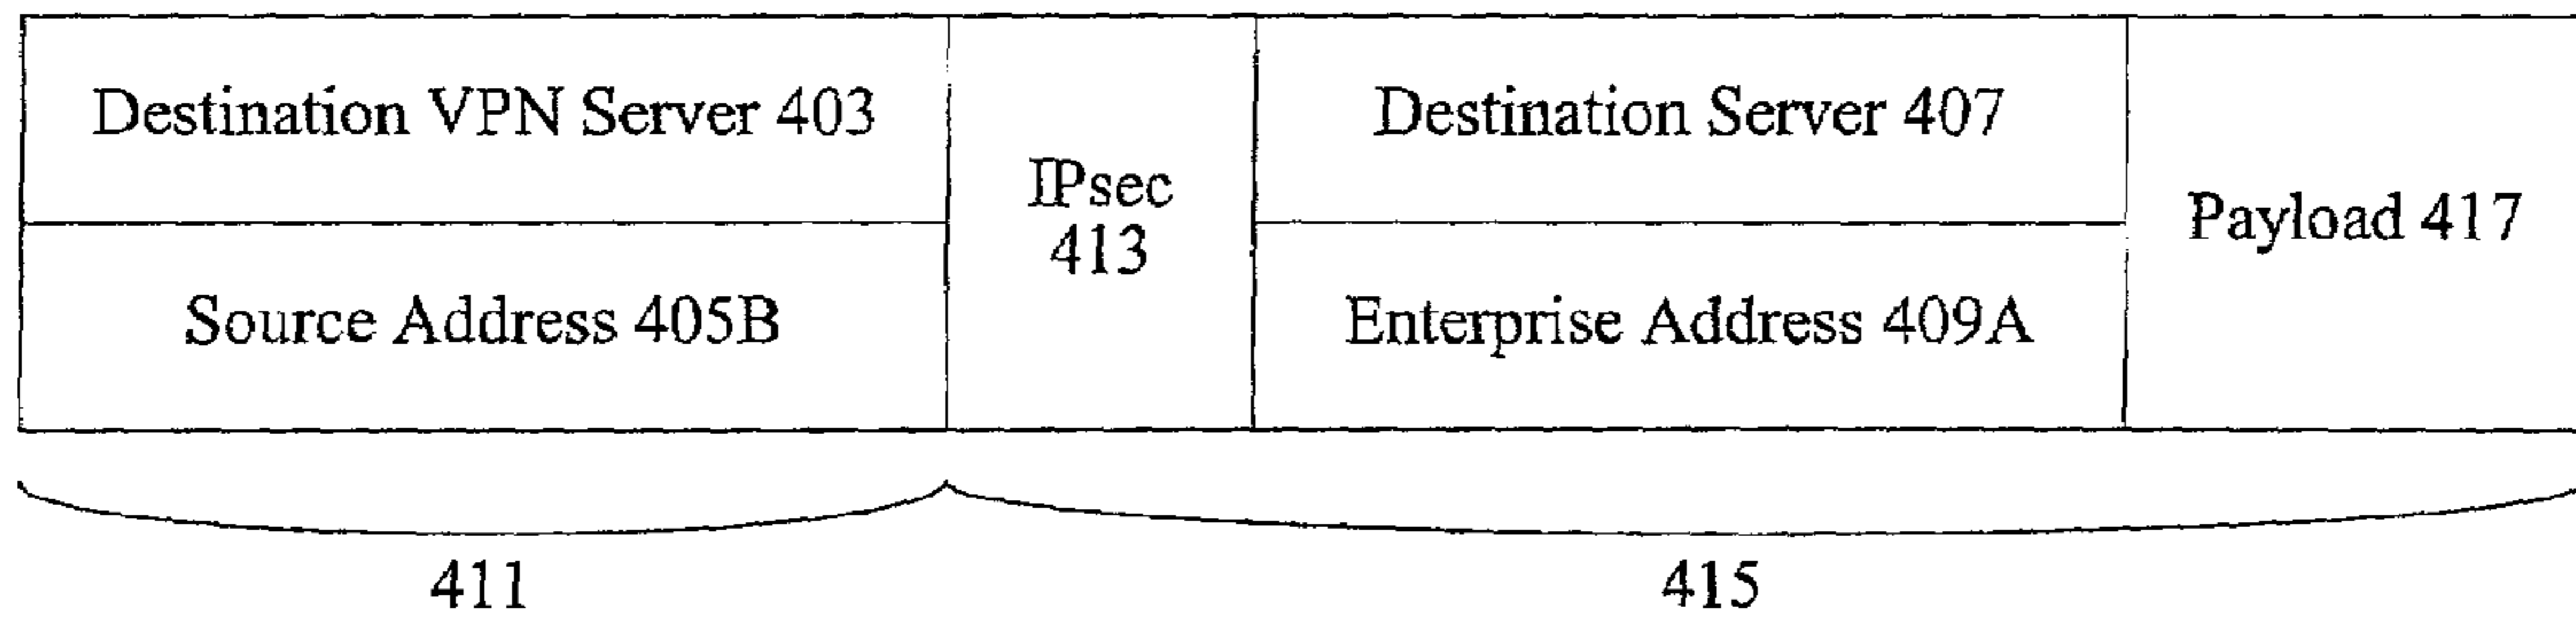 Destination VPN Server 403
Source Address 405B
IPsec
413
Destination Server 407
Enterprise Address 409A
Payload 417
411
415